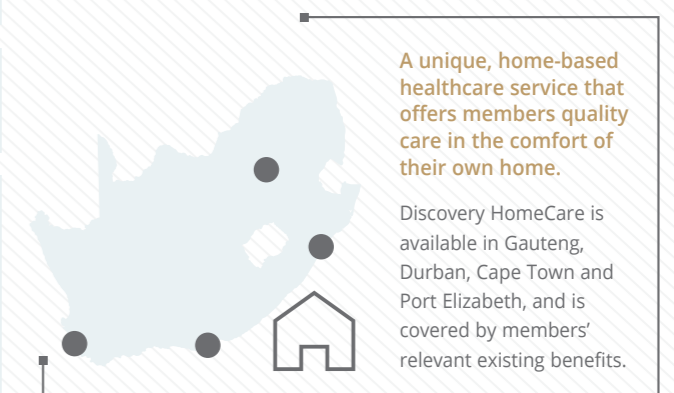 A unique, home-based
healthcare service that
offers members quality
care in the comfort of
their own home.
Discovery HomeCare is
available in Gauteng,
Durban, Cape Town and
Port Elizabeth, and is
covered by members’
relevant existing benefits.